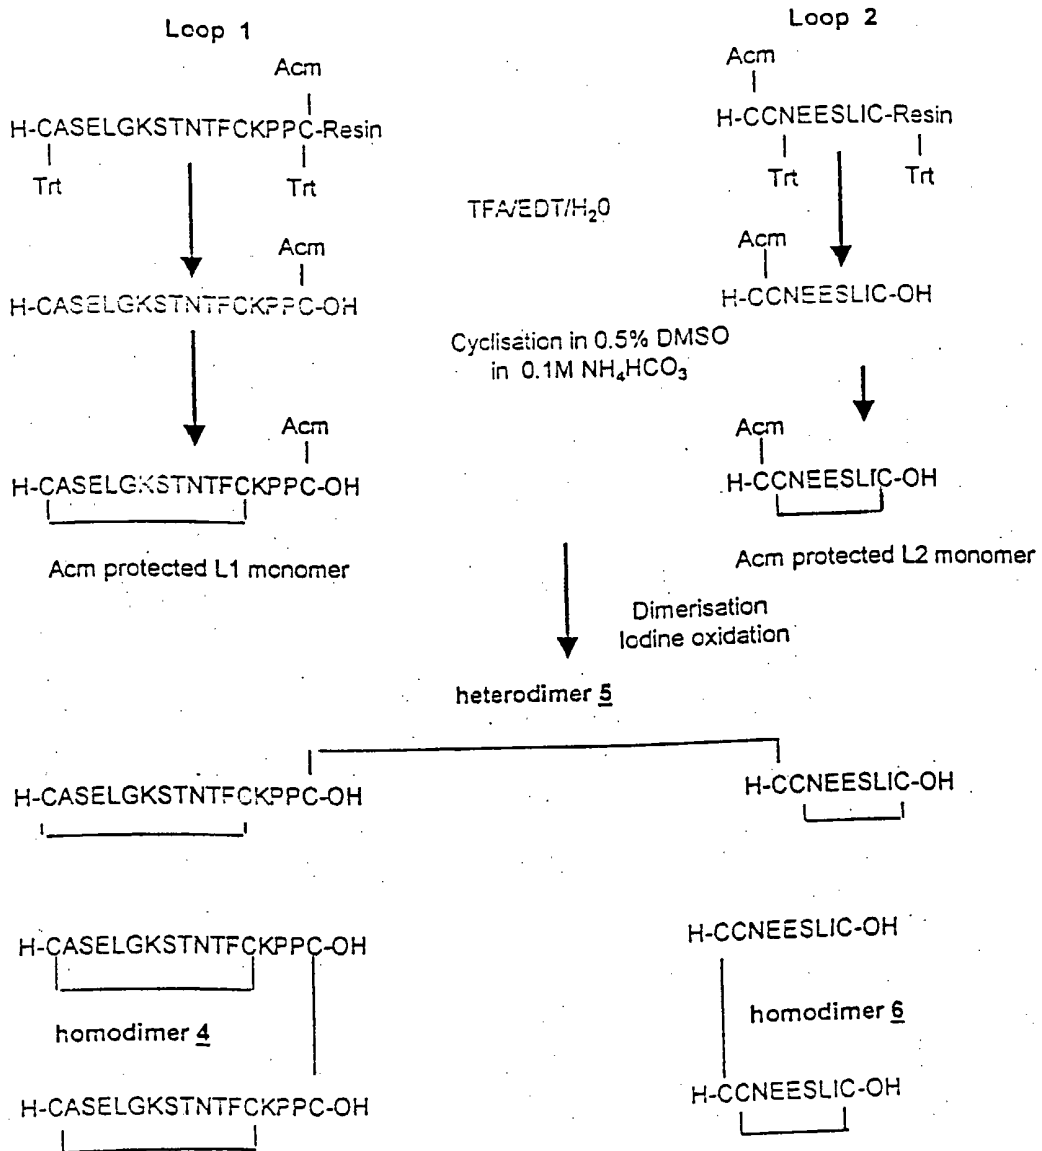 Loop 1
Loop 2
Acm
Acm
H-CASELGKSTNTFCKPPC-Resin
H-CCNEESLIC-Resin
Trt
Trt
Trt
Trt
TFA/EDT/H₂0
Acm
Acm
H-CASELGKSTNTFCKPPC-OH
H-CCNEESLIC-OH
Cyclisation in 0.5% DMSO
in 0.1M NH₄HCO₃
Acm
Acm
H-CASELGKSTNTFCKPPC-OH
H-CCNEESLIC-OH
Acm protected L1 monomer
Acm protected L2 monomer
Dimerisation
Iodine oxidation
heterodimer 5
H-CASELGKSTNTFCKPPC-OH
H-CCNEESLIC-OH
H-CASELGKSTNTFCKPPC-OH
H-CCNEESLIC-OH
homodimer 4
homodimer 6
H-CASELGKSTNTFCKPPC-OH
H-CCNEESLIC-OH